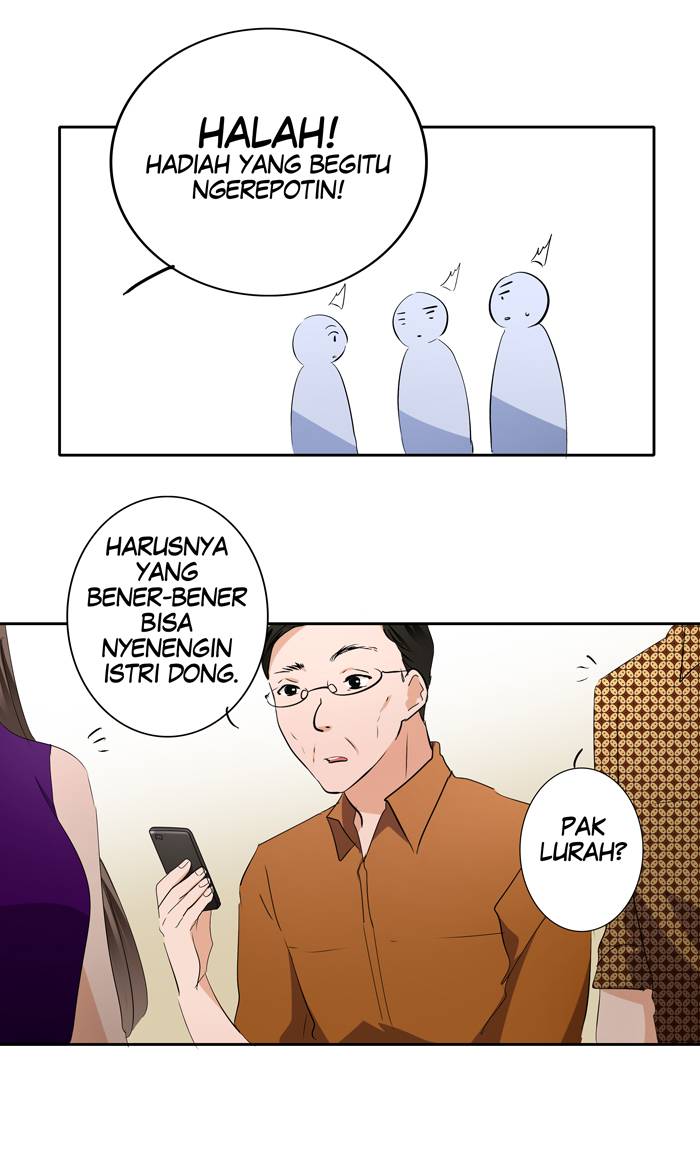 HALAH!
HADIAH YANG BEGITU
NGEREPOTIN!
HARUSNYA
YANG
BENER-BENER
BISA
NYENENGIN
ISTRI DONG.
PAK
LURAH?